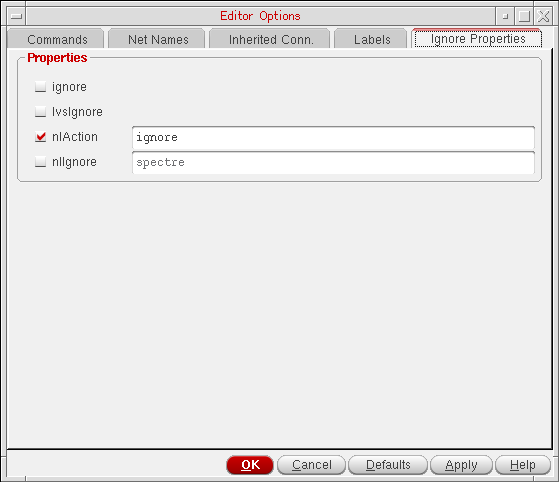 Editor Options
Commands Net Names Inherited Conn. Labels Ignore Properties
Properties
ignore
lvsIgnore
nlAction ignore
nlIgnore spectre
OK Cancel Defaults Apply Help